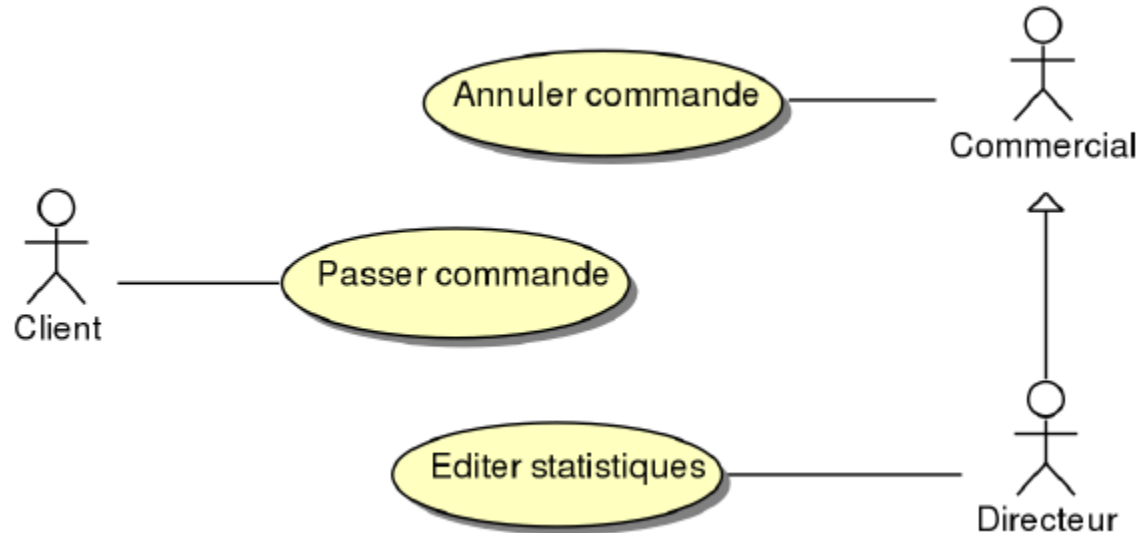 Annuler commande
Commercial
Passer commande
Client
Editer statistiques
Directeur